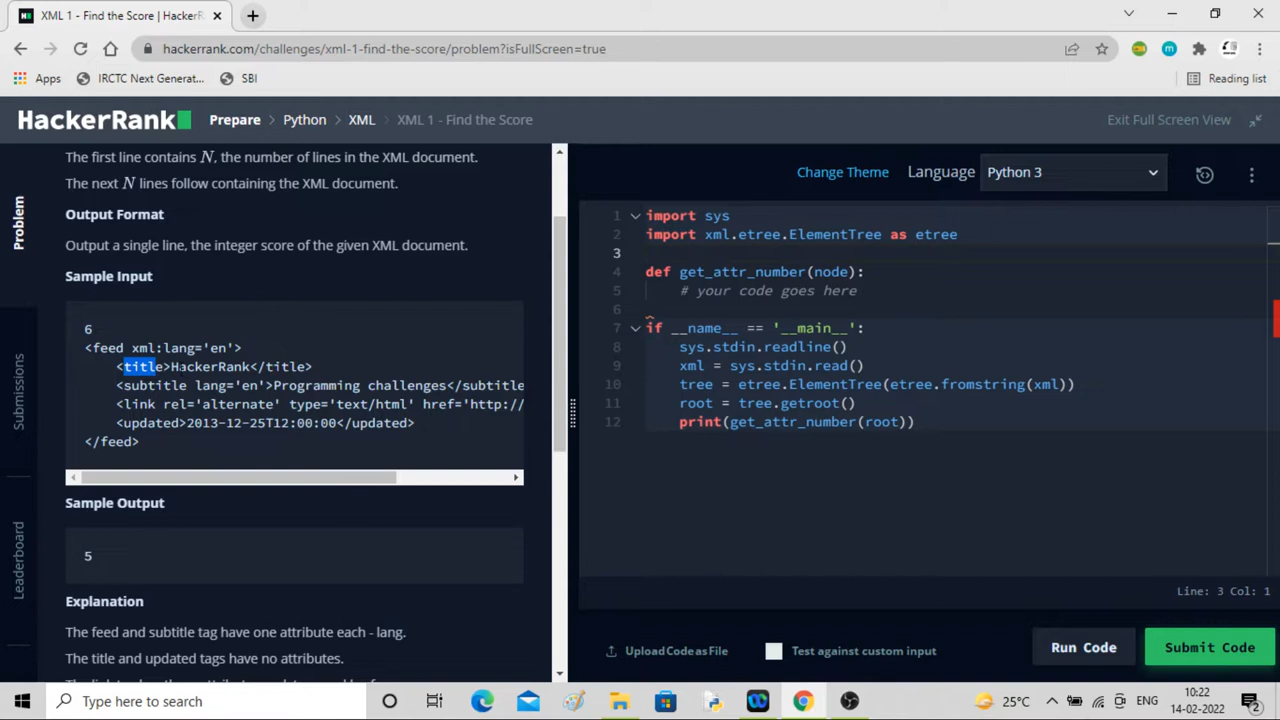 XML 1 - Find the Score | HackerR
hackerrank.com/challenges/xml-1-find-the-score/problem?isFullScreen=true
Apps IRCTC Next Generat... SBI Reading list
HackerRank Prepare > Python > XML > XML 1 - Find the Score Exit Full Screen View
Problem
Submissions
Leaderboard
The first line contains N, the number of lines in the XML document.
The next N lines follow containing the XML document.
Output Format
Output a single line, the integer score of the given XML document.
Sample Input
6
<feed xml:lang='en'>
<title>HackerRank</title>
<subtitle lang='en'>Programming challenges</subtitle
<link rel='alternate' type='text/html' href='http://
<updated>2013-12-25T12:00:00</updated>
</feed>
Sample Output
5
Explanation
The feed and subtitle tag have one attribute each - lang.
The title and updated tags have no attributes.
Change Theme Language Python 3
1 import sys
2 import xml.etree.ElementTree as etree
3
4 def get_attr_number(node):
5 # your code goes here
6
7 if __name__ == '__main__':
8 sys.stdin.readline()
9 xml = sys.stdin.read()
10 tree = etree.ElementTree(etree.fromstring(xml))
11 root = tree.getroot()
12 print(get_attr_number(root))
Line: 3 Col: 1
Upload Code as File Test against custom input Run Code Submit Code
Type here to search 25°C ENG 10:22
14-02-2022 2